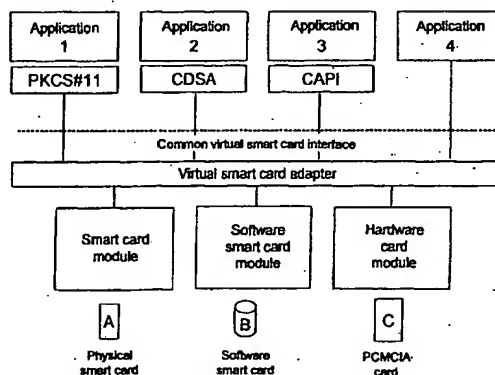 Application 1
Application 2
Application 3
Application 4
PKCS#11
CDSA
CAPI
Common virtual smart card interface
Virtual smart card adapter
Smart card module
Software smart card module
Hardware card module
A
B
C
Physical smart card
Software smart card
PCMCIA card